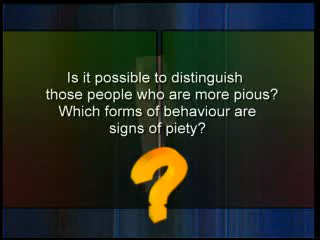 Is it possible to distinguish
those people who are more pious?
Which forms of behaviour are
signs of piety?
?